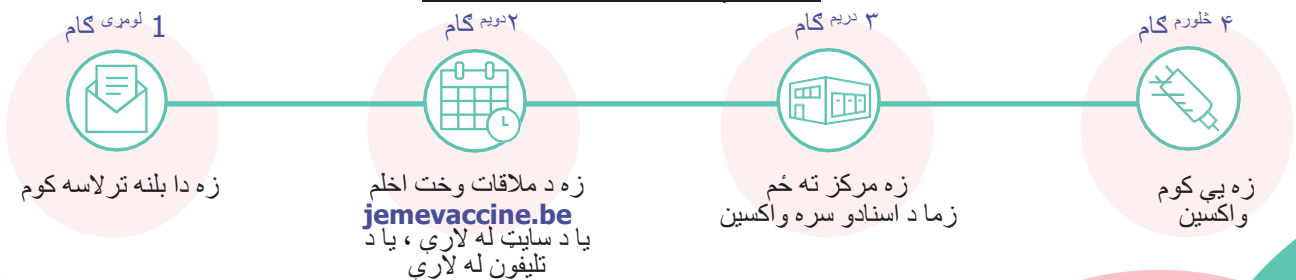 1 لومړی ګام
زه دا بلنه ترلاسه کوم
۲دویم ګام
زه د ملاقات وخت اخلم
jemevaccine.be
یا د سایټ له لارې ، یا د
تلیفون له لارې
۳ دریم ګام
زه مرکز ته ځم
زما د اسنادو سره واکسین
۴ څلورم ګام
زه یې کوم
واکسین